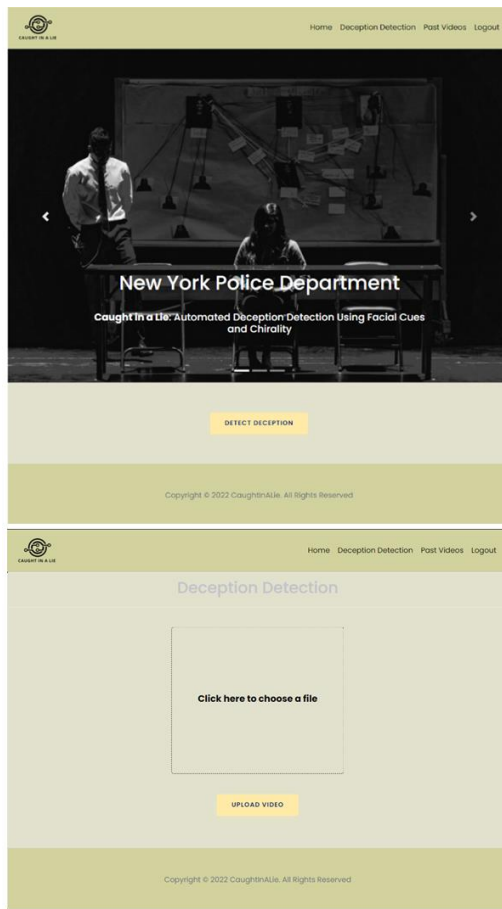 CAUGHT IN A LIE
Home Deception Detection Past Videos Logout
New York Police Department
Caught in a Lie: Automated Deception Detection Using Facial Cues
and Chirality
DETECT DECEPTION
Copyright © 2022 CaughtinALie. All Rights Reserved
CAUGHT IN A LIE
Home Deception Detection Past Videos Logout
Deception Detection
Click here to choose a file
UPLOAD VIDEO
Copyright © 2022 CaughtinALie. All Rights Reserved